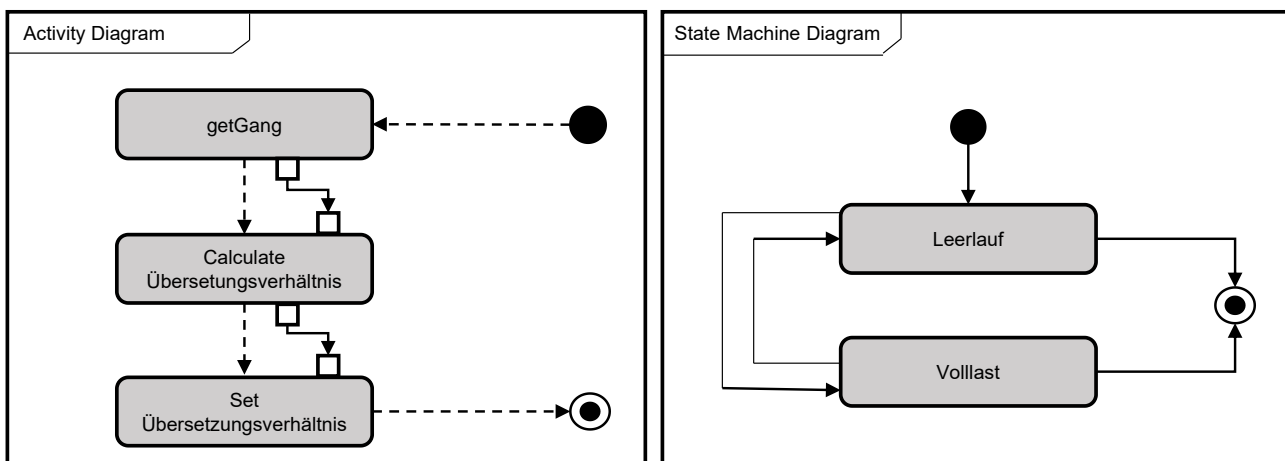 Activity Diagram
getGang
Calculate
Übersetungsverhältnis
Set
Übersetzungsverhältnis
State Machine Diagram
Leerlauf
Volllast